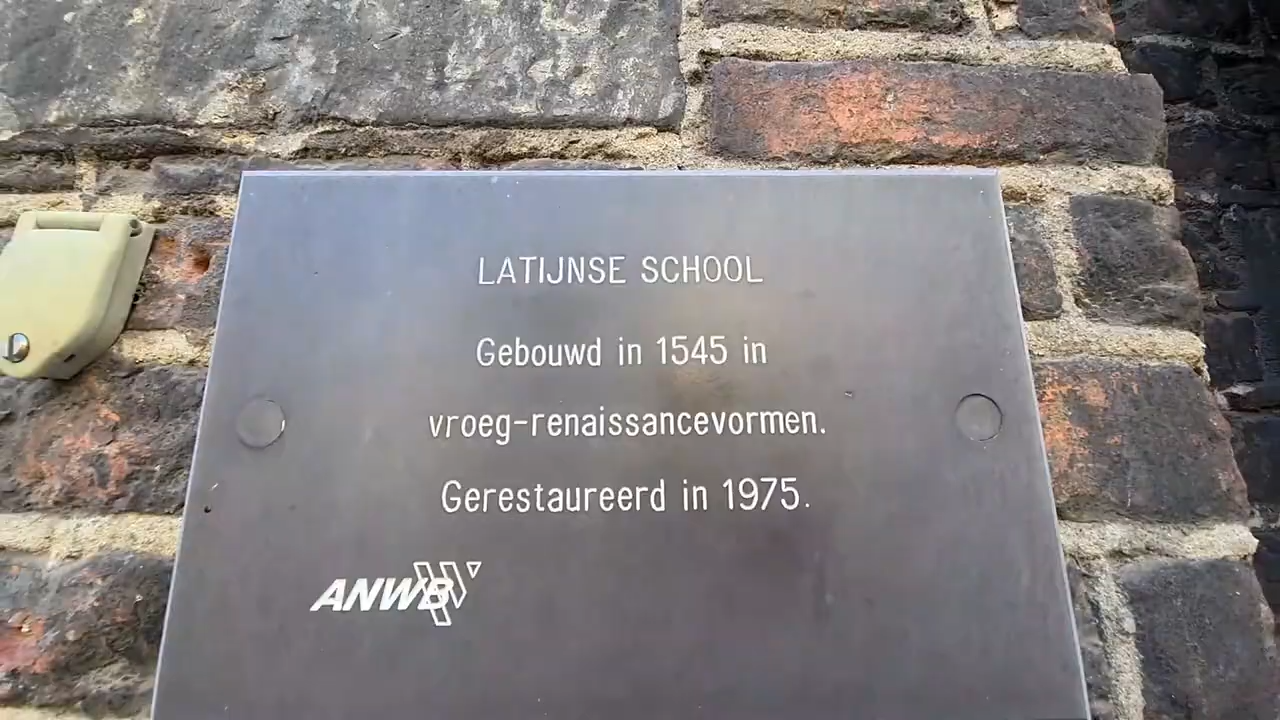 LATIJNSE SCHOOL
Gebouwd in 1545 in
vroeg-renaissancevormen.
Gerestaureerd in 1975.
ANWB